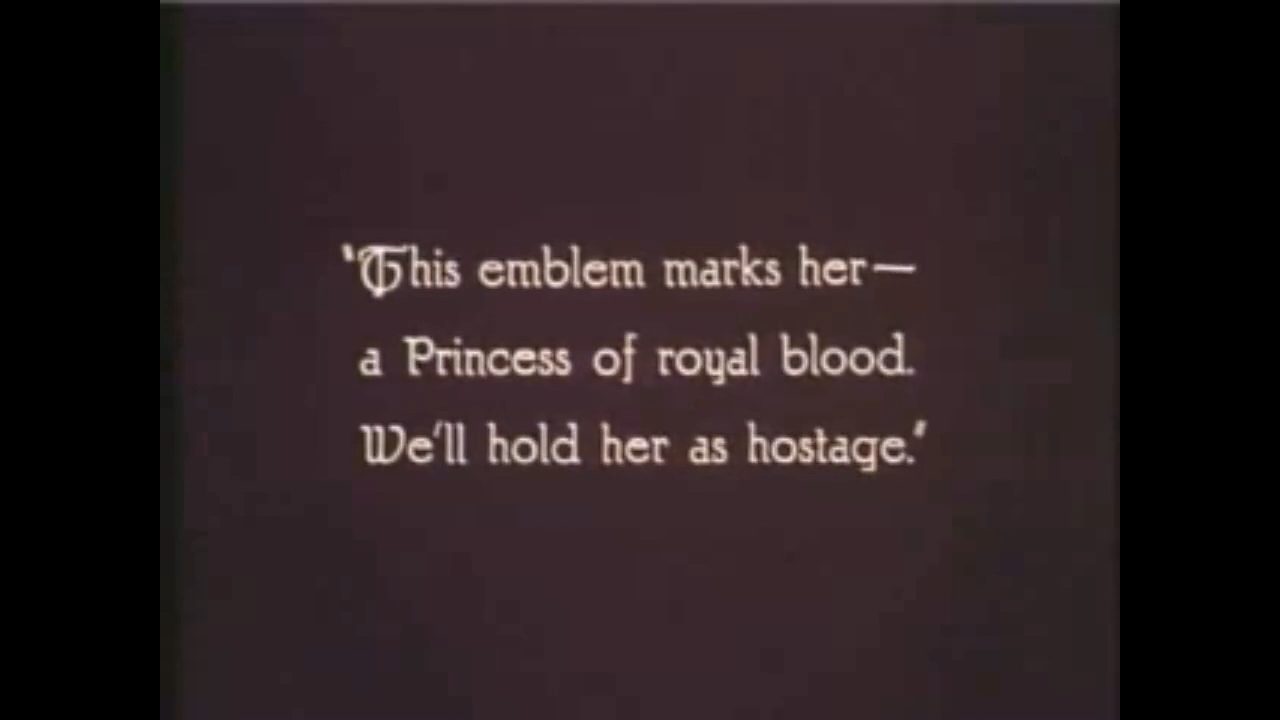 "This emblem marks her—
a Princess of royal blood.
We'll hold her as hostage."